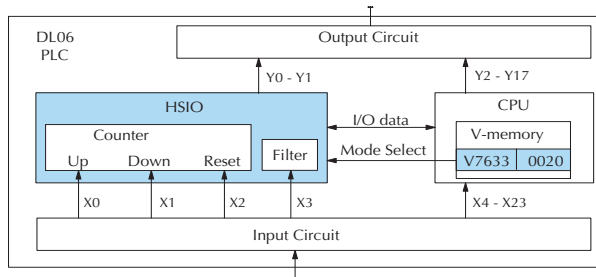 DL06
PLC
Output Circuit
Y0 - Y1
Y2 - Y17
HSIO
CPU
Counter
I/O data
V-memory
Up Down Reset
Filter
Mode Select
V7633 0020
X0 X1 X2 X3 X4 - X23
Input Circuit